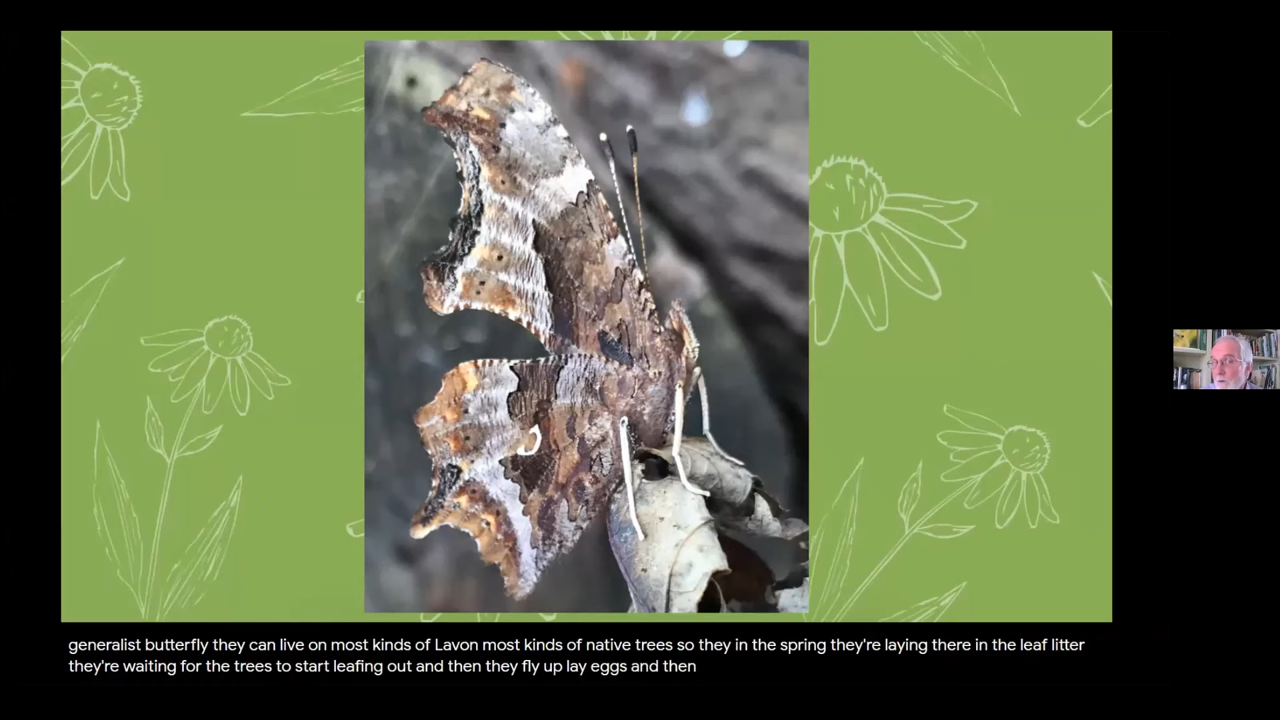 generalist butterfly they can live on most kinds of Lavon most kinds of native trees so they in the spring they're laying there in the leaf litter
they're waiting for the trees to start leafing out and then they fly up lay eggs and then